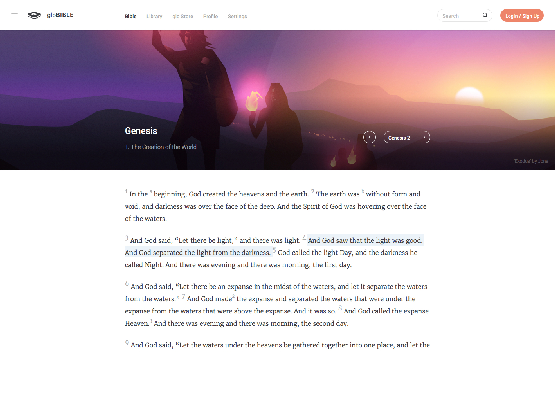 gloBIBLE
Bible Library glo Store Profile Settings
Search
Login / Sign Up
Genesis
1. The Creation of the World
Genesis 2
1 In the beginning, God created the heavens and the earth. 2 The earth was without form and
void, and darkness was over the face of the deep. And the Spirit of God was hovering over the face
of the waters.
3 And God said, “Let there be light,” and there was light. 4 And God saw that the light was good.
And God separated the light from the darkness. 5 God called the light Day, and the darkness he
called Night. And there was evening and there was morning, the first day.
6 And God said, “Let there be an expanse in the midst of the waters, and let it separate the waters
from the waters.” 7 And God made the expanse and separated the waters that were under the
expanse from the waters that were above the expanse. And it was so. 8 And God called the expanse
Heaven. And there was evening and there was morning, the second day.
9 And God said, “Let the waters under the heavens be gathered together into one place, and let the